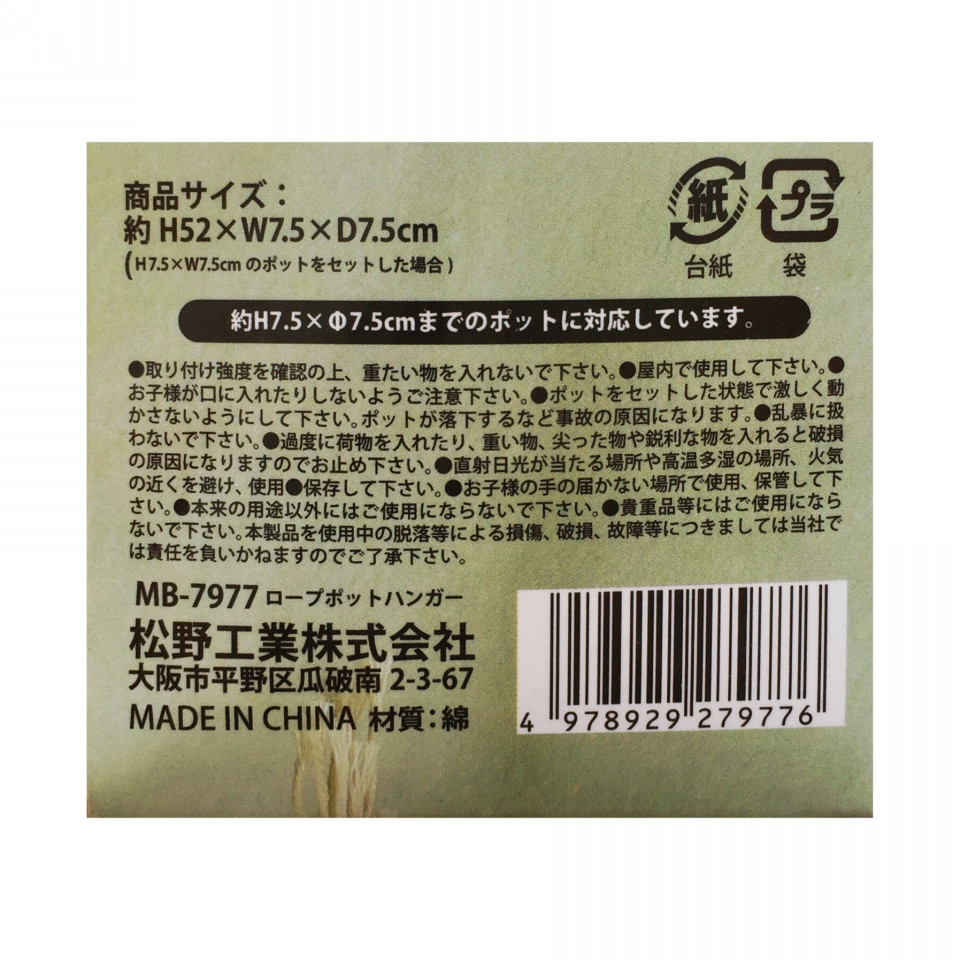 商品サイズ：
約 H52×W7.5×D7.5cm
(H7.5×W7.5cm のポットをセットした場合)
紙
台紙
プラ
袋
約H7.5×Φ7.5cmまでのポットに対応しています。
●取り付け強度を確認の上、重たい物を入れないで下さい。●屋内で使用して下さい。●
お子様が口に入れたりしないようご注意下さい。●ポットをセットした状態で激しく動
かさないようにして下さい。ポットが落下するなど事故の原因になります。●乱暴に扱
わないで下さい。●過度に荷物を入れたり、重い物、尖った物や鋭利な物を入れると破損
の原因になりますのでお止め下さい。●直射日光が当たる場所や高温多湿の場所、火気
の近くを避け、使用●保存して下さい。●お子様の手の届かない場所で使用、保管して下
さい。●本来の用途以外にはご使用にならないで下さい。●貴重品等にはご使用になら
ないで下さい。本製品を使用中の脱落等による損傷、破損、故障等につきましては当社で
は責任を負いかねますのでご了承下さい。
MB-7977 ロープポットハンガー
松野工業株式会社
大阪市平野区瓜破南 2-3-67
MADE IN CHINA 材質：綿
4 978929 279776